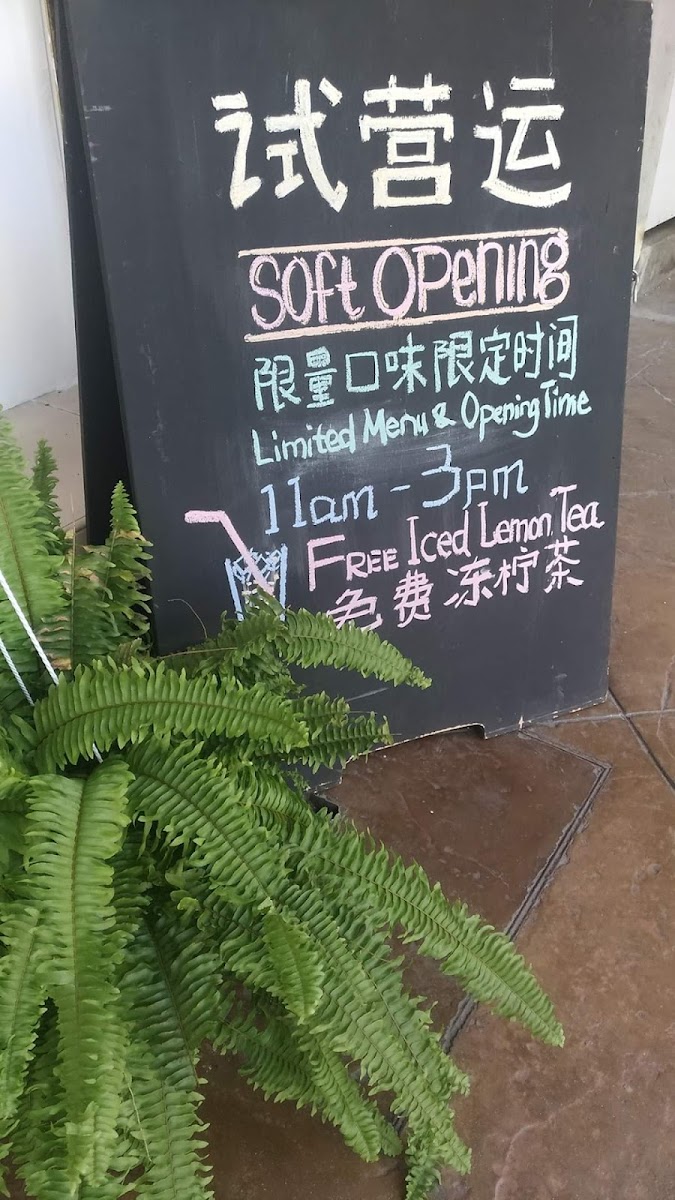 试营运
Soft Opening
限量口味限定时间
Limited Menu & Opening Time
11am - 3pm
FREE Iced Lemon Tea
免费冻柠茶